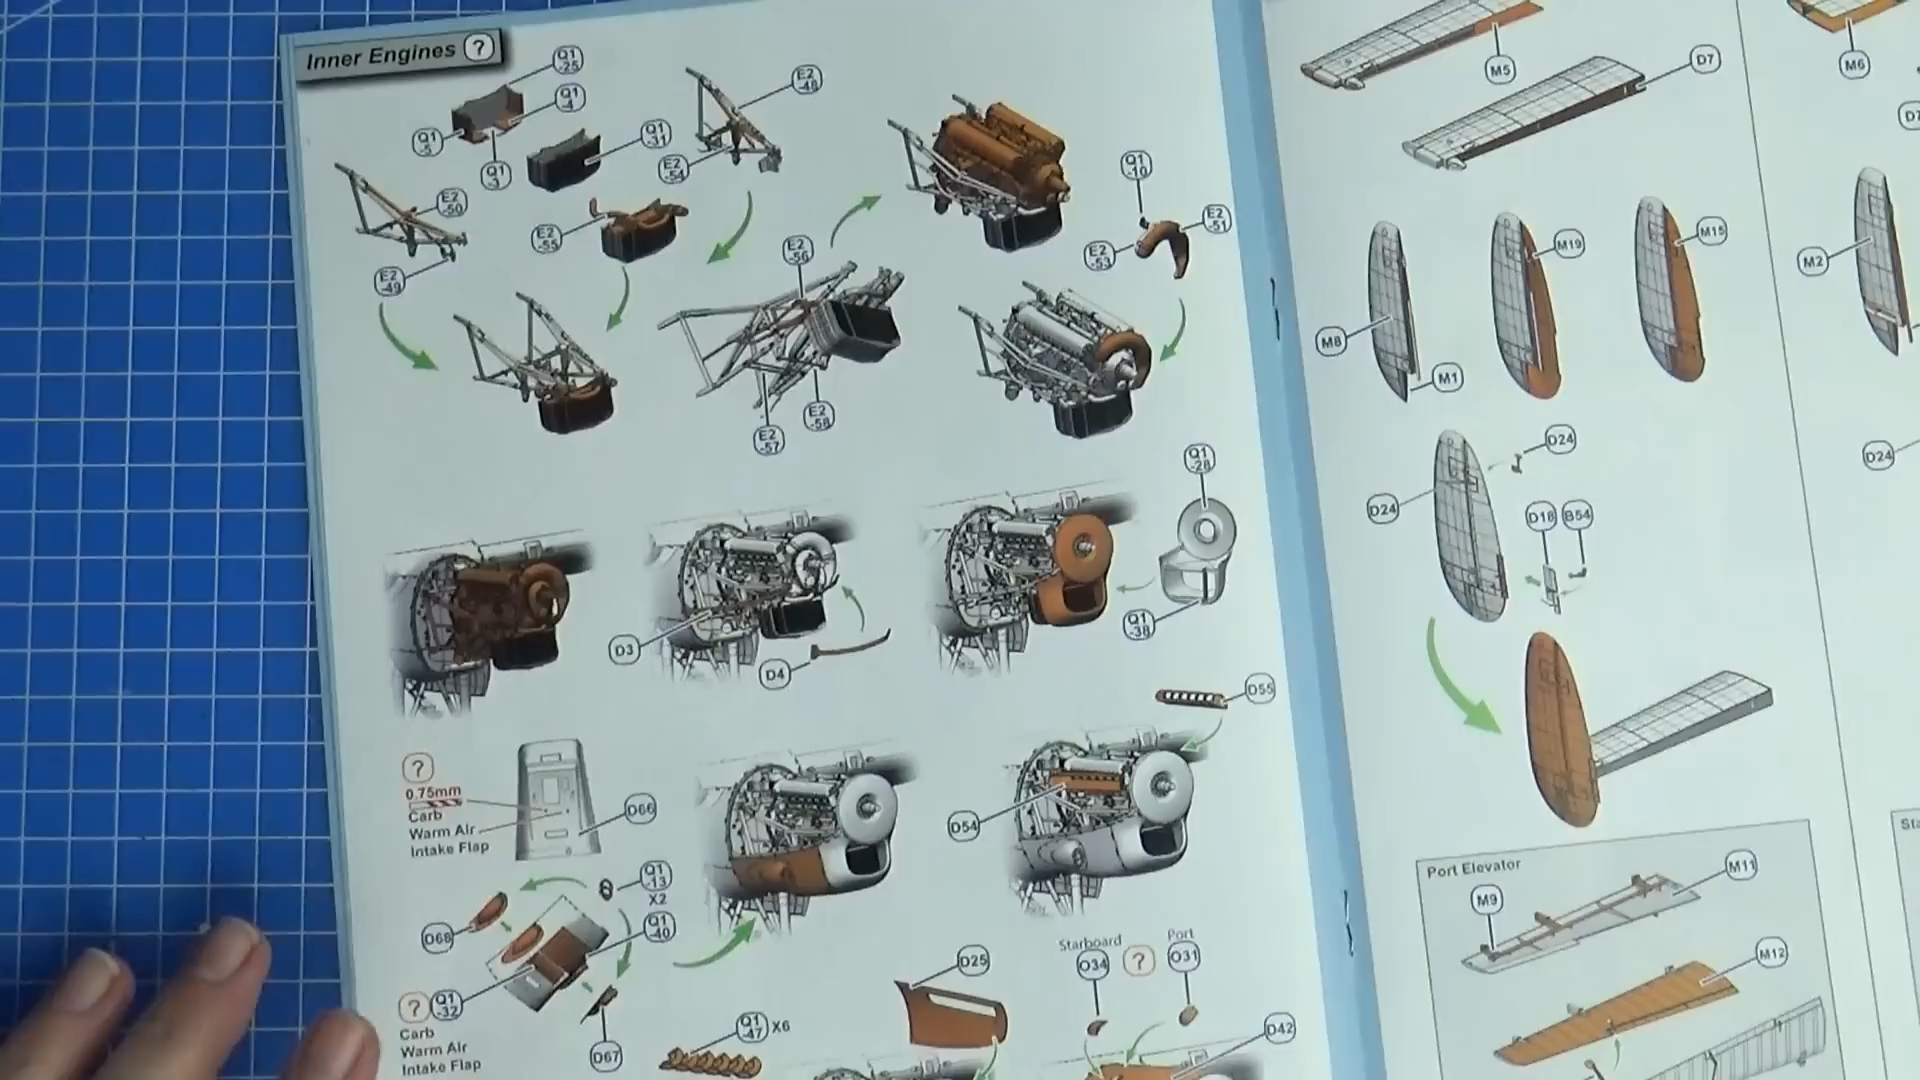 Inner Engines ?
Q1
-25
Q1
-4
Q1
-5
Q1
-3
Q1
-31
E2
-48
E2
-54
E2
-50
E2
-49
E2
-55
E2
-56
E2
-57
E2
-58
Q1
-10
E2
-51
E2
-53
D3
D4
Q1
-28
Q1
-38
D55
D54
?
0.75mm
Carb
Warm Air
Intake Flap
O66
Q1
-13
X2
Q1
-40
O68
? Q1
-32
Carb
Warm Air
Intake Flap
O67
Q1
-47 X6
D25
Starboard
O34
?
Port
O31
D42
M5
D7
M6
M8
M1
M19
M15
M2
D24
D24
D18
B54
D24
Port Elevator
M11
M9
M12